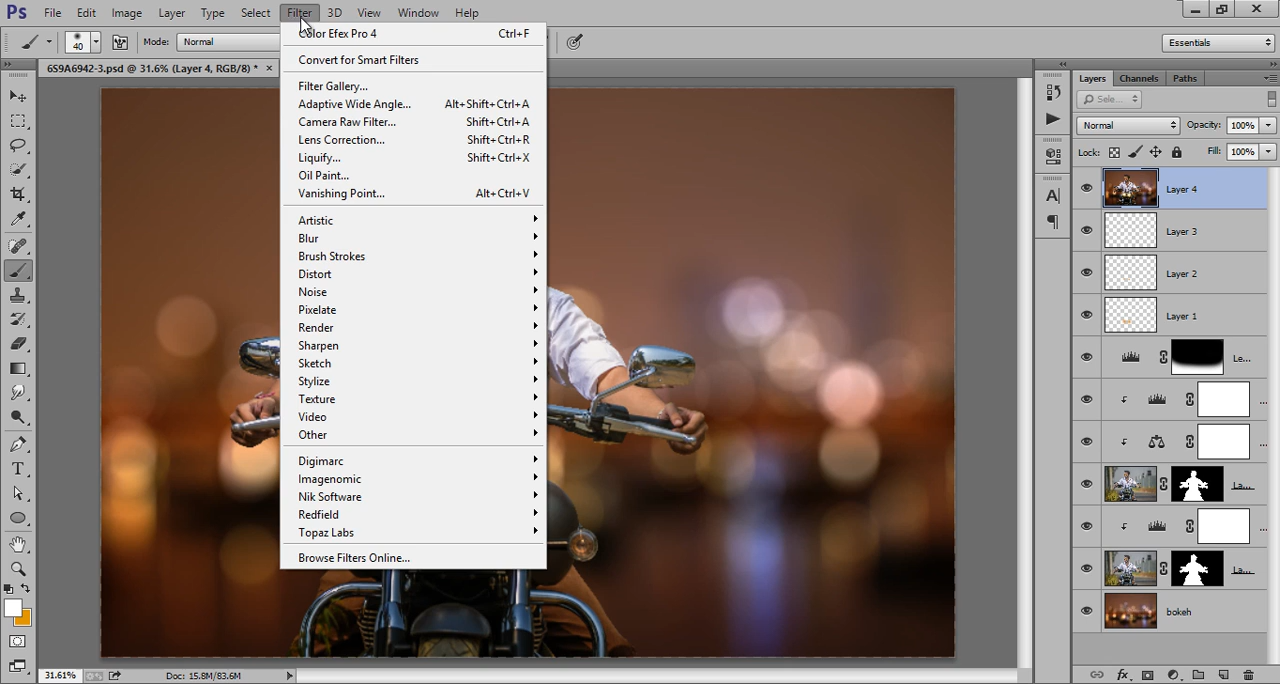 Ps File Edit Image Layer Type Select Filter 3D View Window Help
40 Mode: Normal Essentials
6S9A6942-3.psd @ 31.6% (Layer 4, RGB/8) * ×
Color Efex Pro 4 Ctrl+F
Convert for Smart Filters
Filter Gallery...
Adaptive Wide Angle... Alt+Shift+Ctrl+A
Camera Raw Filter... Shift+Ctrl+A
Lens Correction... Shift+Ctrl+R
Liquify... Shift+Ctrl+X
Oil Paint...
Vanishing Point... Alt+Ctrl+V
Artistic
Blur
Brush Strokes
Distort
Noise
Pixelate
Render
Sharpen
Sketch
Stylize
Texture
Video
Other
Digimarc
Imagenomic
Nik Software
Redfield
Topaz Labs
Browse Filters Online...
Layers Channels Paths
Sele...
Normal Opacity: 100%
Lock: Fill: 100%
Layer 4
Layer 3
Layer 2
Layer 1
Le...
...
...
La...
...
La...
bokeh
31.61% Doc: 15.8M/83.6M